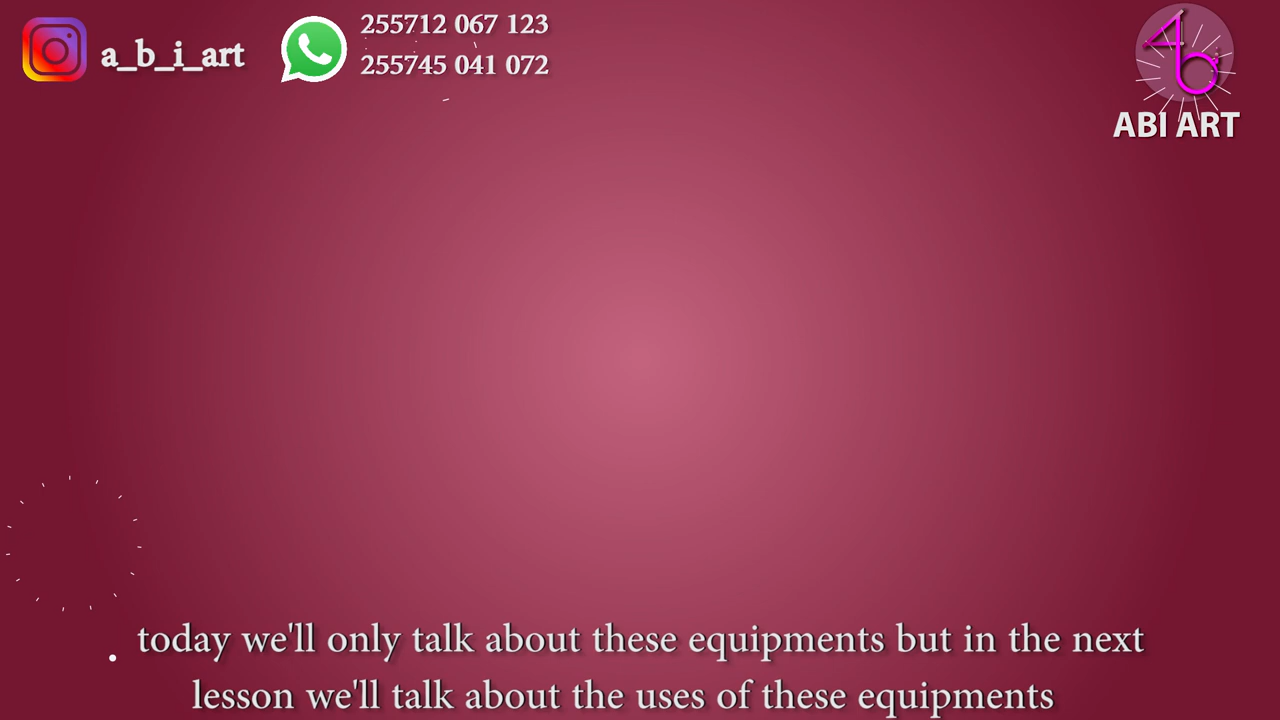 a_b_i_art
255712 067 123
255745 041 072
ABI ART
today we'll only talk about these equipments but in the next
lesson we'll talk about the uses of these equipments